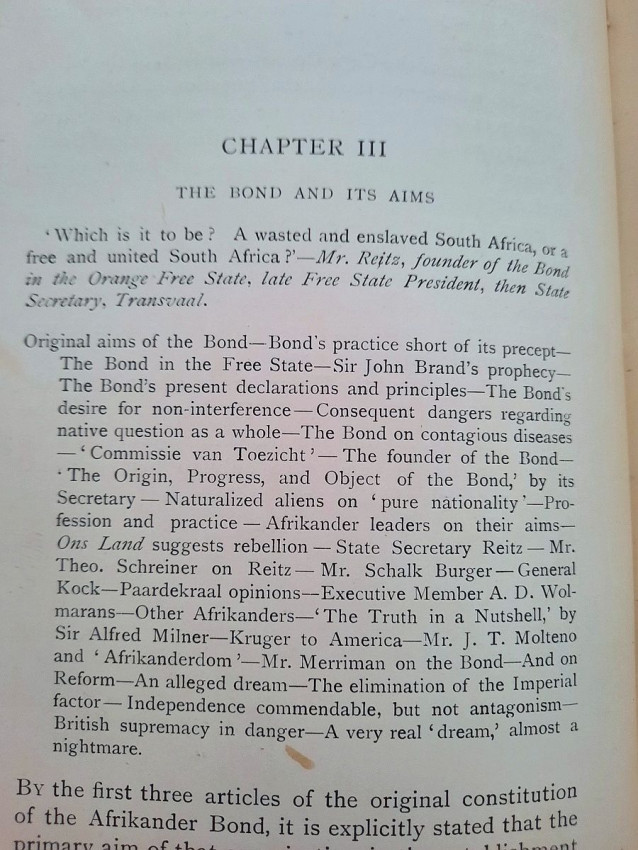 CHAPTER III
THE BOND AND ITS AIMS
'Which is it to be? A wasted and enslaved South Africa, or a
free and united South Africa?'—Mr. Reitz, founder of the Bond
in the Orange Free State, late Free State President, then State
Secretary, Transvaal.
Original aims of the Bond—Bond's practice short of its precept—
The Bond in the Free State—Sir John Brand's prophecy—
The Bond's present declarations and principles—The Bond's
desire for non-interference—Consequent dangers regarding
native question as a whole—The Bond on contagious diseases
—'Commissie van Toezicht'—The founder of the Bond—
'The Origin, Progress, and Object of the Bond,' by its
Secretary—Naturalized aliens on 'pure nationality'—Pro-
fession and practice—Afrikander leaders on their aims—
Ons Land suggests rebellion—State Secretary Reitz—Mr.
Theo. Schreiner on Reitz—Mr. Schalk Burger—General
Kock—Paardekraal opinions—Executive Member A. D. Wol-
marans—Other Afrikanders—'The Truth in a Nutshell,' by
Sir Alfred Milner—Kruger to America—Mr. J. T. Molteno
and 'Afrikanderdom'—Mr. Merriman on the Bond—And on
Reform—An alleged dream—The elimination of the Imperial
factor—Independence commendable, but not antagonism—
British supremacy in danger—A very real 'dream,' almost a
nightmare.
BY the first three articles of the original constitution
of the Afrikander Bond, it is explicitly stated that the
primary aim of that